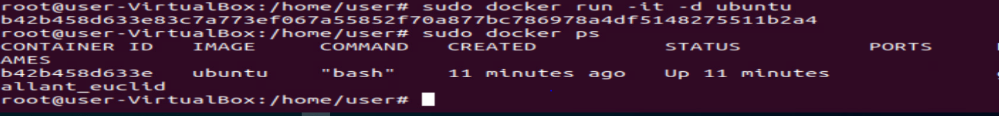 root@user-VirtualBox:/home/user# sudo docker run -it -d ubuntu
b42b458d633e83c7a773ef067a55852f70a877bc786978a4df5148275511b2a4
root@user-VirtualBox:/home/user# sudo docker ps
CONTAINER ID IMAGE COMMAND CREATED STATUS PORTS N
AMES
b42b458d633e ubuntu "bash" 11 minutes ago Up 11 minutes g
allant_euclid
root@user-VirtualBox:/home/user#